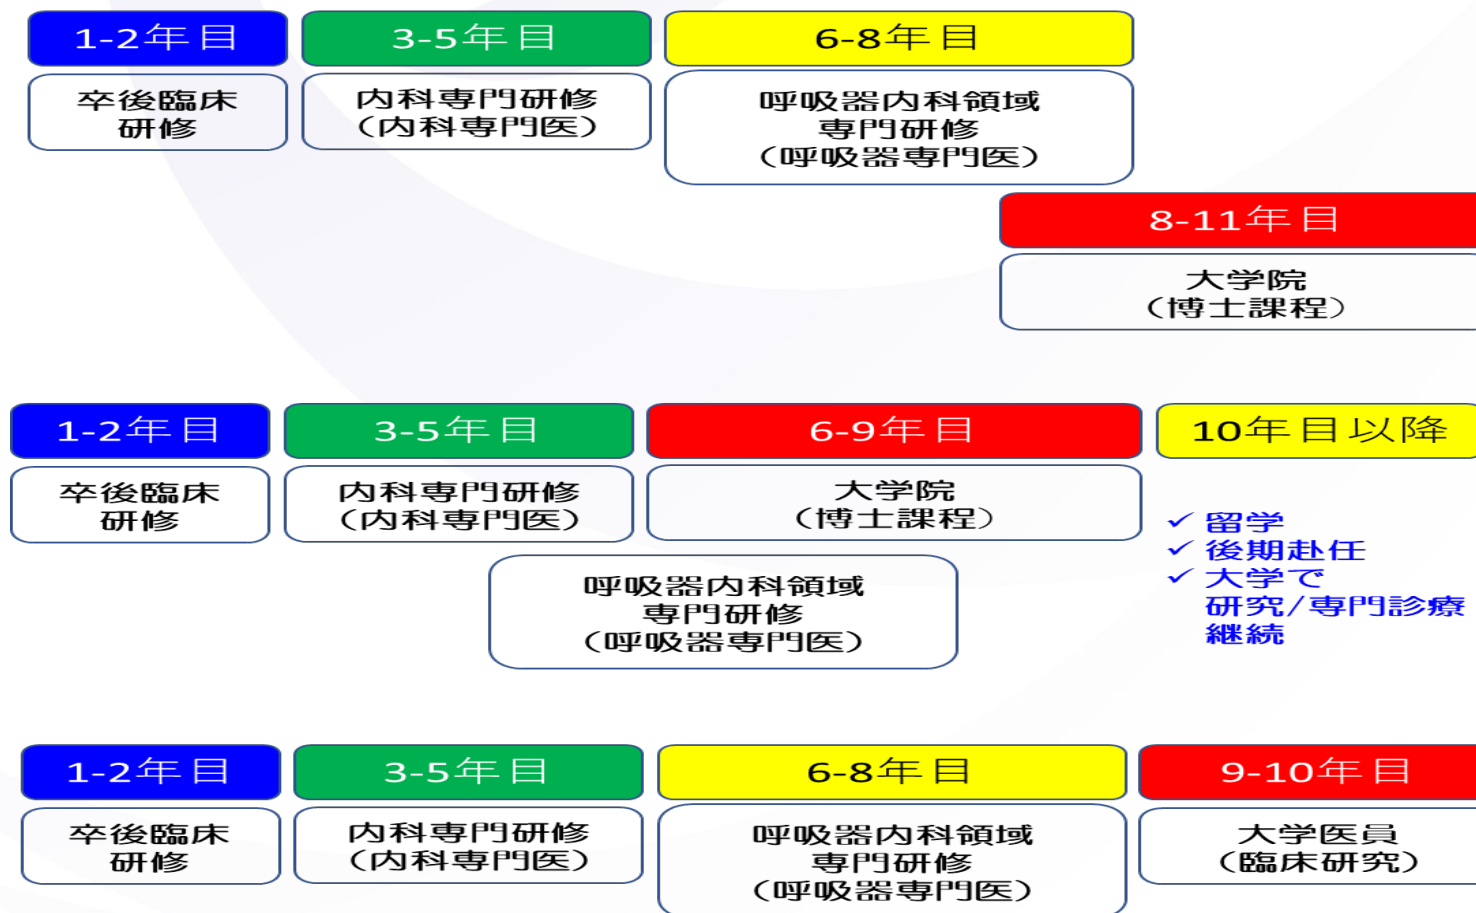 1-2年目
3-5年目
6-8年目
卒後臨床
研修
内科専門研修
（内科専門医）
呼吸器内科領域
専門研修
（呼吸器専門医）
8-11年目
大学院
（博士課程）
1-2年目
3-5年目
6-9年目
10年目以降
卒後臨床
研修
内科専門研修
（内科専門医）
大学院
（博士課程）
✓ 留学
✓ 後期赴任
✓ 大学で
研究/専門診療
継続
呼吸器内科領域
専門研修
（呼吸器専門医）
1-2年目
3-5年目
6-8年目
9-10年目
卒後臨床
研修
内科専門研修
（内科専門医）
呼吸器内科領域
専門研修
（呼吸器専門医）
大学医員
（臨床研究）